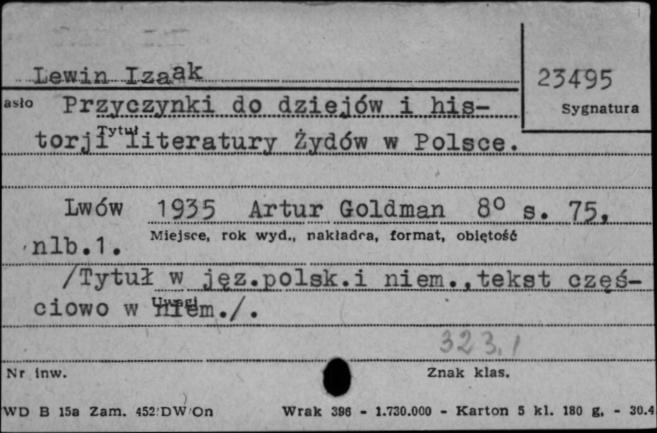 Lewin Izaak
23495
asło Przyczynki do dziejów i his-
Sygnatura
Tytuł
torji literatury Żydów w Polsce.
Lwów 1935 Artur Goldman 8° s. 75,
Miejsce, rok wyd., nakładca, format, objętość
nlb.1.
/Tytuł w jęz.polsk.i niem.,tekst częś-
Uwagi
ciowo w niem./.
323.1
Nr inw.
Znak klas.
WD B 15a Zam. 452/DW/On Wrak 396 - 1.730.000 - Karton 5 kl. 180 g. - 30.4